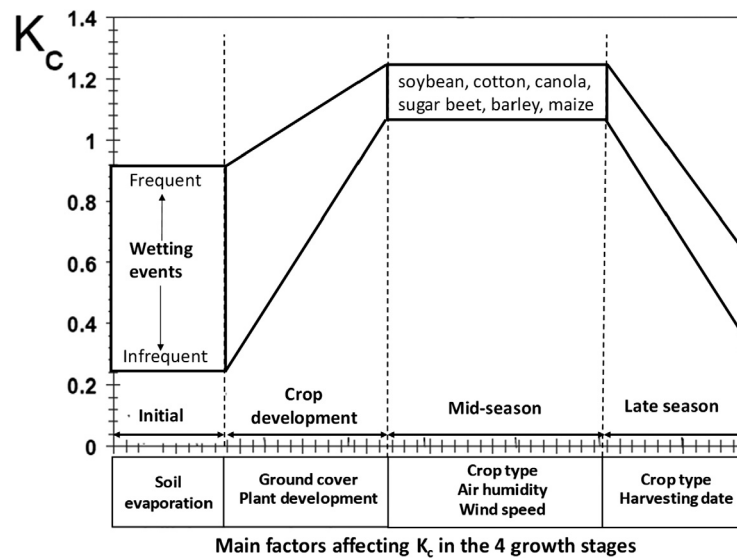 Kc
1.4
1.2
1
0.8
0.6
0.4
0.2
0
Frequent
Wetting
events
Infrequent
soybean, cotton, canola,
sugar beet, barley, maize
Initial
Crop
development
Mid-season
Late season
Soil
evaporation
Ground cover
Plant development
Crop type
Air humidity
Wind speed
Crop type
Harvesting date
Main factors affecting Kc in the 4 growth stages